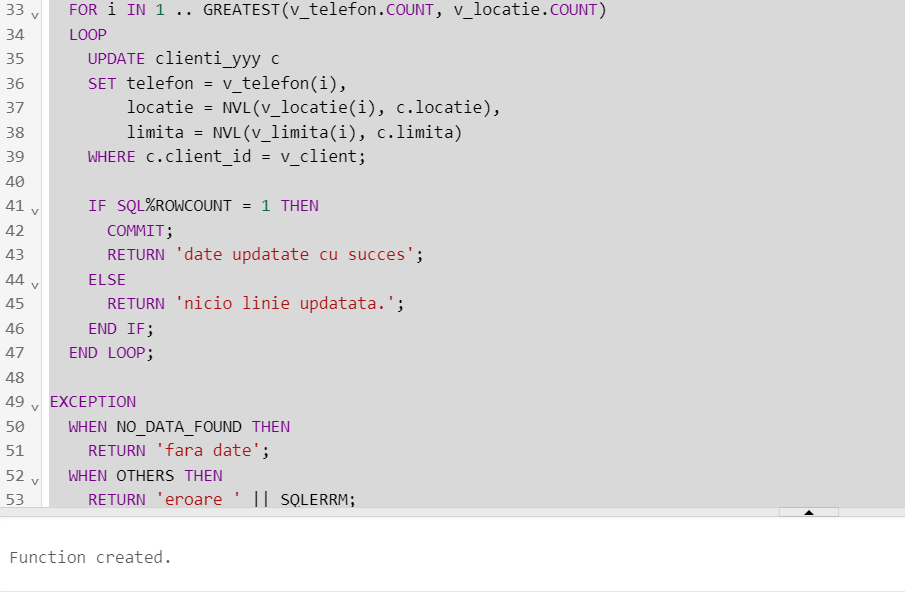 33 FOR i IN 1 .. GREATEST(v_telefon.COUNT, v_locatie.COUNT)
34 LOOP
35 UPDATE clienti_yyy c
36 SET telefon = v_telefon(i),
37 locatie = NVL(v_locatie(i), c.locatie),
38 limita = NVL(v_limita(i), c.limita)
39 WHERE c.client_id = v_client;
40
41 IF SQL%ROWCOUNT = 1 THEN
42 COMMIT;
43 RETURN 'date updatate cu succes';
44 ELSE
45 RETURN 'nicio linie updatata.';
46 END IF;
47 END LOOP;
48
49 EXCEPTION
50 WHEN NO_DATA_FOUND THEN
51 RETURN 'fara date';
52 WHEN OTHERS THEN
53 RETURN 'eroare ' || SQLERRM;
Function created.